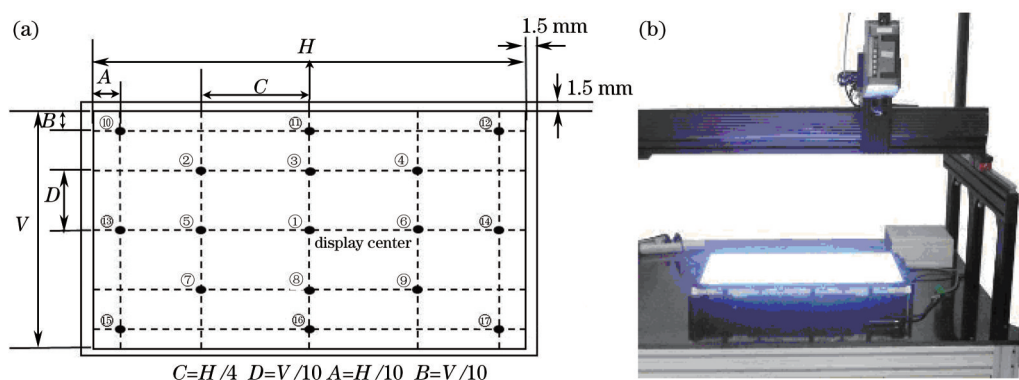 (a)
1.5 mm
H
A
C
1.5 mm
B
⑩ ⑪ ⑫
② ③ ④
D
V
⑬ ⑤ ① ⑥ ⑭
display center
⑦ ⑧ ⑨
⑮ ⑯ ⑰
C=H/4 D=V/10 A=H/10 B=V/10
(b)